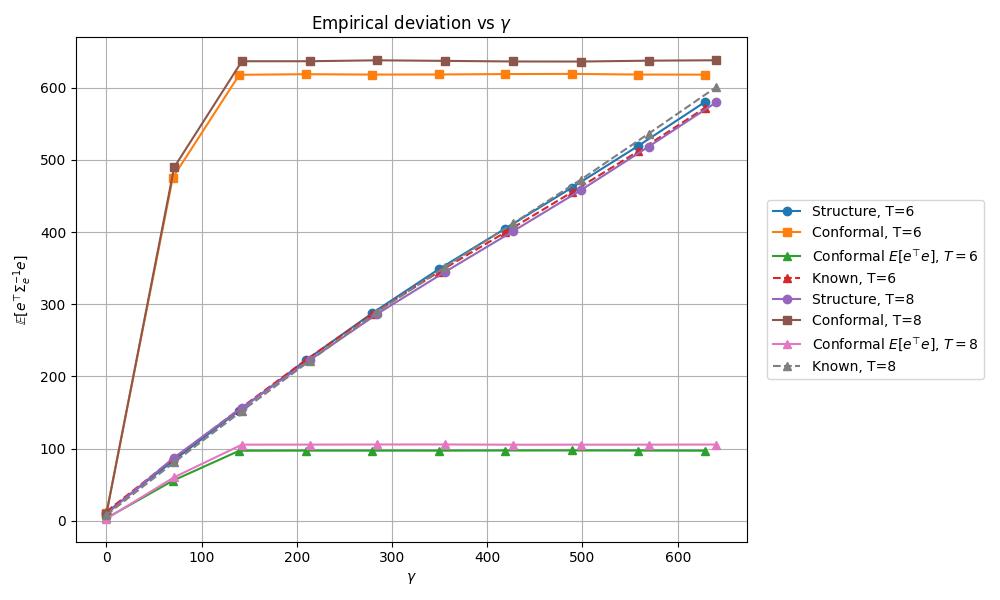 Empirical deviation vs γ
𝔼[e⊤Σₑ⁻¹e]
600
500
400
300
200
100
0
0 100 200 300 400 500 600
γ
Structure, T=6
Conformal, T=6
Conformal E[e⊤e], T = 6
Known, T=6
Structure, T=8
Conformal, T=8
Conformal E[e⊤e], T = 8
Known, T=8